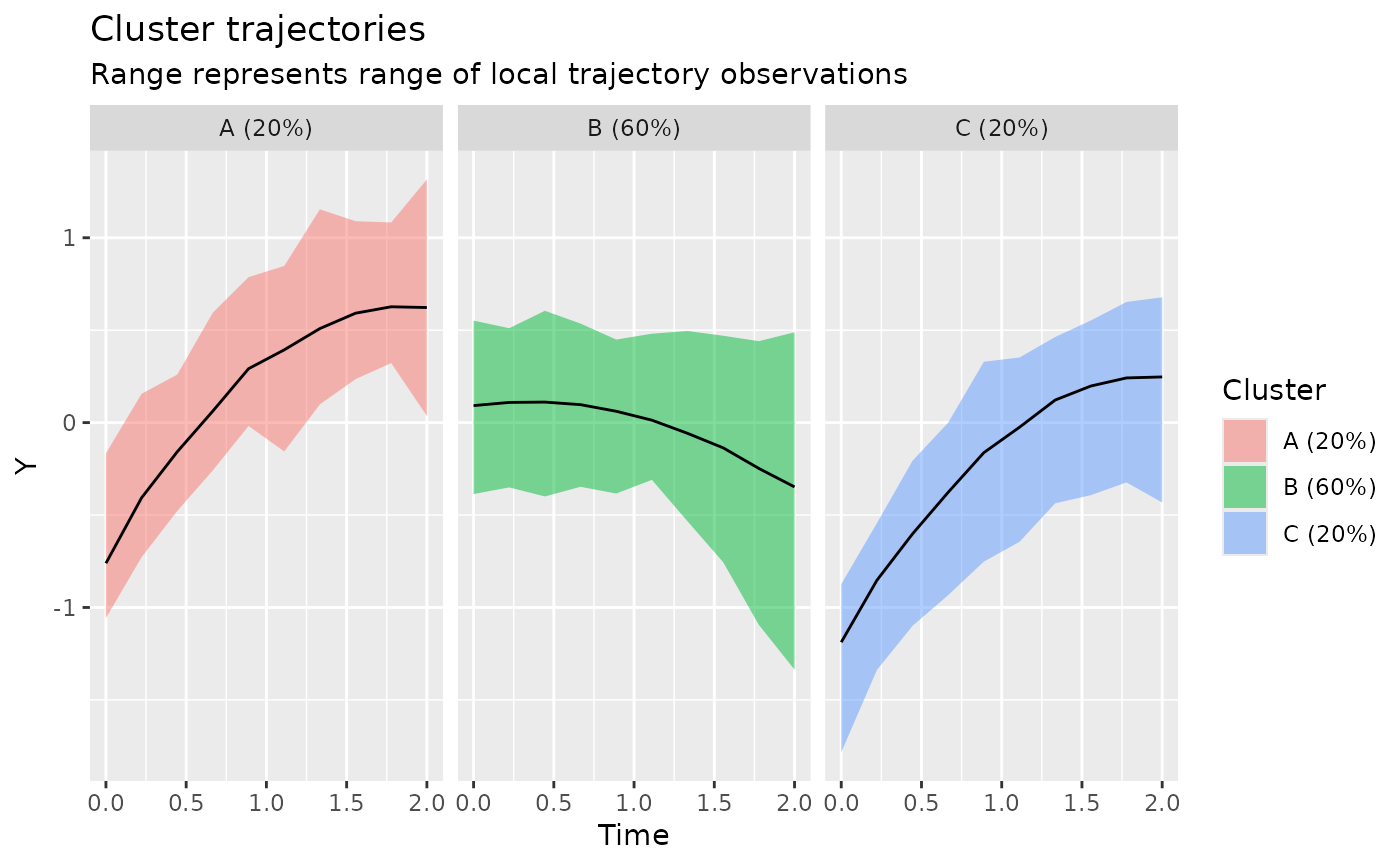 Cluster trajectories
Range represents range of local trajectory observations
A (20%) B (60%) C (20%)
1
0
-1
Y
0.0 0.5 1.0 1.5 2.0 0.0 0.5 1.0 1.5 2.0 0.0 0.5 1.0 1.5 2.0
Time
Cluster
A (20%)
B (60%)
C (20%)